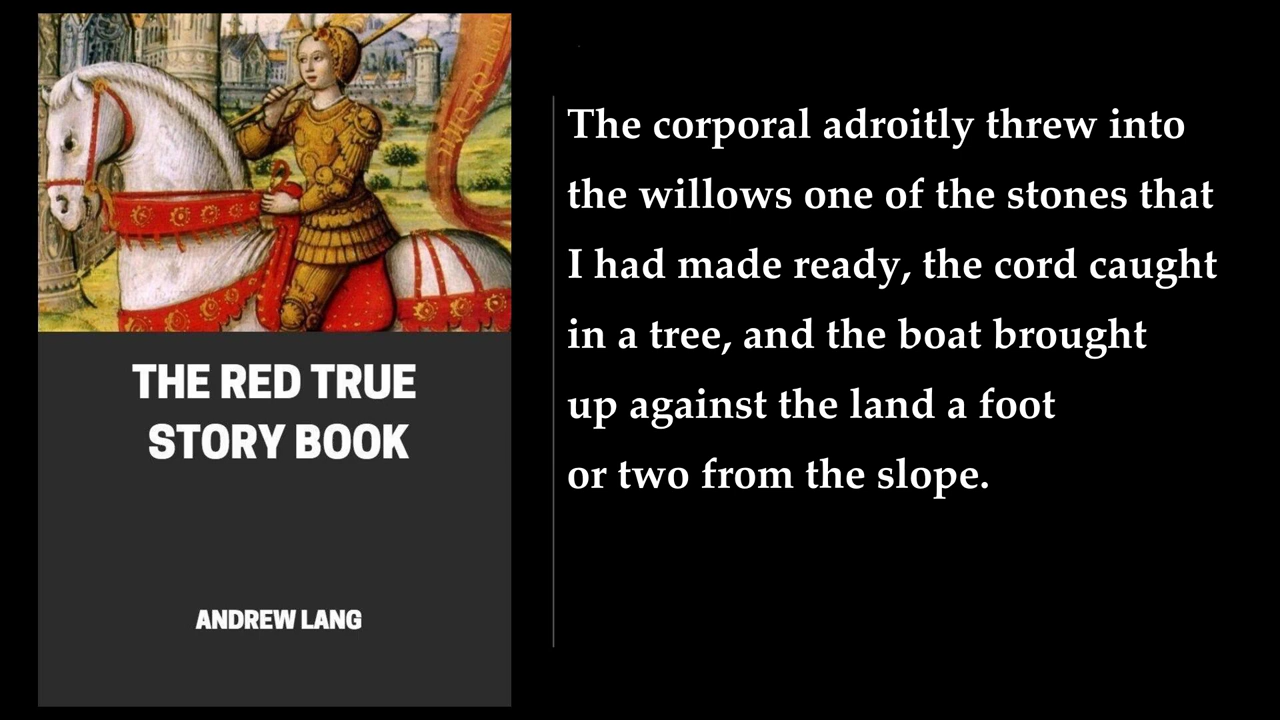 THE RED TRUE
STORY BOOK
ANDREW LANG
The corporal adroitly threw into
the willows one of the stones that
I had made ready, the cord caught
in a tree, and the boat brought
up against the land a foot
or two from the slope.